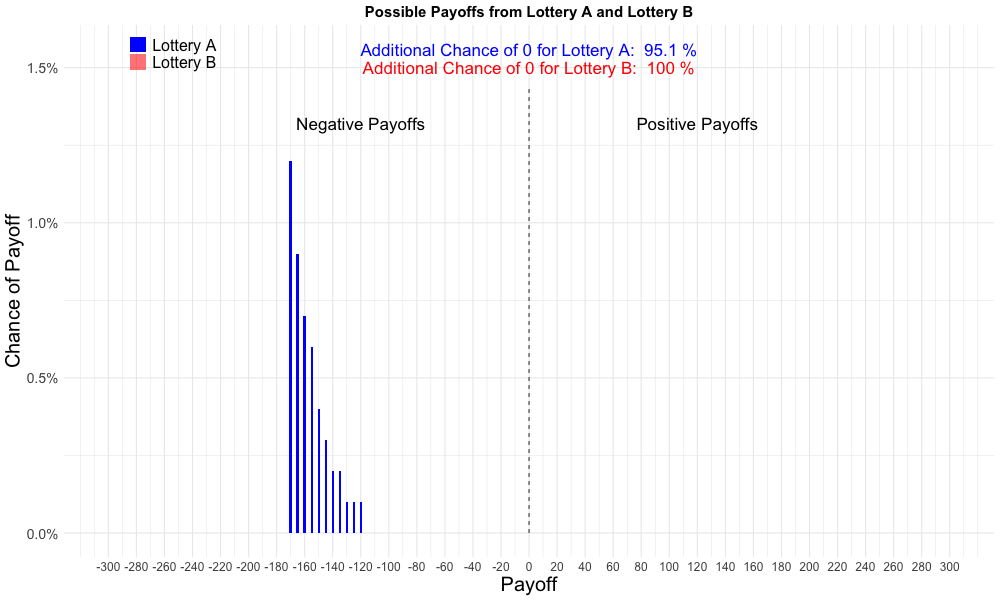 Possible Payoffs from Lottery A and Lottery B
Lottery A
Lottery B
Additional Chance of 0 for Lottery A:  95.1 %
Additional Chance of 0 for Lottery B:  100 %
Negative Payoffs
Positive Payoffs
Chance of Payoff
1.5%
1.0%
0.5%
0.0%
-300 -280 -260 -240 -220 -200 -180 -160 -140 -120 -100 -80 -60 -40 -20 0 20 40 60 80 100 120 140 160 180 200 220 240 260 280 300
Payoff